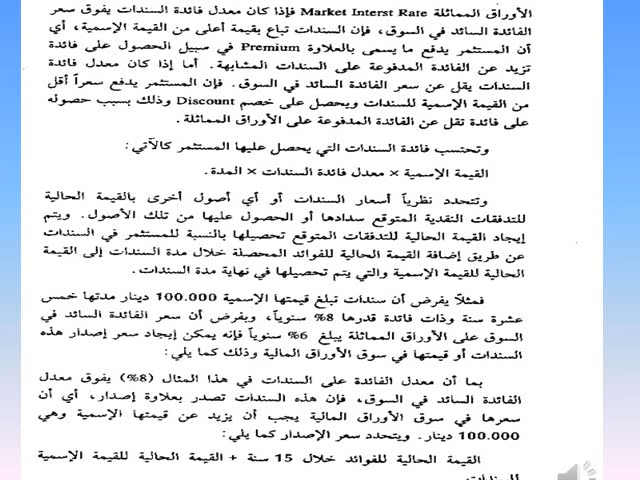 الأوراق المماثلة Market Interst Rate فإذا كان معدل فائدة السندات يفوق سعر
الفائدة السائد في السوق، فإن السندات تباع بقيمة أعلى من القيمة الإسمية، أي أن
المستثمر يدفع ما يسمى بالعلاوة Premium في سبيل الحصول على فائدة
تزيد عن الفائدة المدفوعة على السندات المشابهة. أما إذا كان معدل فائدة
السندات يقل عن سعر الفائدة السائد في السوق. فإن المستثمر يدفع سعراً أقل
من القيمة الإسمية للسندات ويحصل على خصم Discount وذلك بسبب حصوله
على فائدة تقل عن الفائدة المدفوعة على الأوراق المماثلة.
وتحتسب فائدة السندات التي يحصل عليها المستثمر كالآتي:
القيمة الإسمية × معدل فائدة السندات × المدة.
وتتحدد نظرياً أسعار السندات أو أي أصول أخرى بالقيمة الحالية
للتدفقات النقدية المتوقع سدادها أو الحصول عليها من تلك الأصول. ويتم
إيجاد القيمة الحالية للتدفقات المتوقع تحصيلها بالنسبة للمستثمر في السندات
عن طريق إضافة القيمة الحالية للفوائد المحصلة خلال مدة السندات إلى القيمة
الحالية للقيمة الإسمية والتي يتم تحصيلها في نهاية مدة السندات.
فمثلاً بفرض أن سندات تبلغ قيمتها الإسمية 100.000 دينار مدتها خمس
عشرة سنة وذات فائدة قدرها 8% سنوياً، وبفرض أن سعر الفائدة السائد في
السوق على الأوراق المماثلة يبلغ 6% سنوياً فإنه يمكن إيجاد سعر إصدار هذه
السندات أو قيمتها في سوق الأوراق المالية وذلك كما يلي:
بما أن معدل الفائدة على السندات في هذا المثال (8%) يفوق معدل
الفائدة السائد في السوق، فإن هذه السندات تصدر بعلاوة إصدار، أي أن
سعرها في سوق الأوراق المالية يجب أن يزيد عن قيمتها الإسمية وهي
100.000 دينار. ويتحدد سعر الإصدار كما يلي:
القيمة الحالية للفوائد خلال 15 سنة + القيمة الحالية للقيمة الإسمية